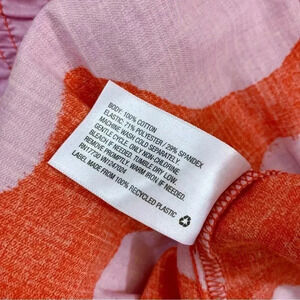 BODY: 100% COTTON
ELASTIC: 71% POLYESTER / 29% SPANDEX
MACHINE WASH COLD SEPARATELY,
GENTLE CYCLE. ONLY NON-CHLORINE
BLEACH IF NEEDED. TUMBLE DRY LOW.
REMOVE PROMPTLY. WARM IRON IF NEEDED.
RN17730 VN1247104
LABEL MADE FROM 100% RECYCLED PLASTIC